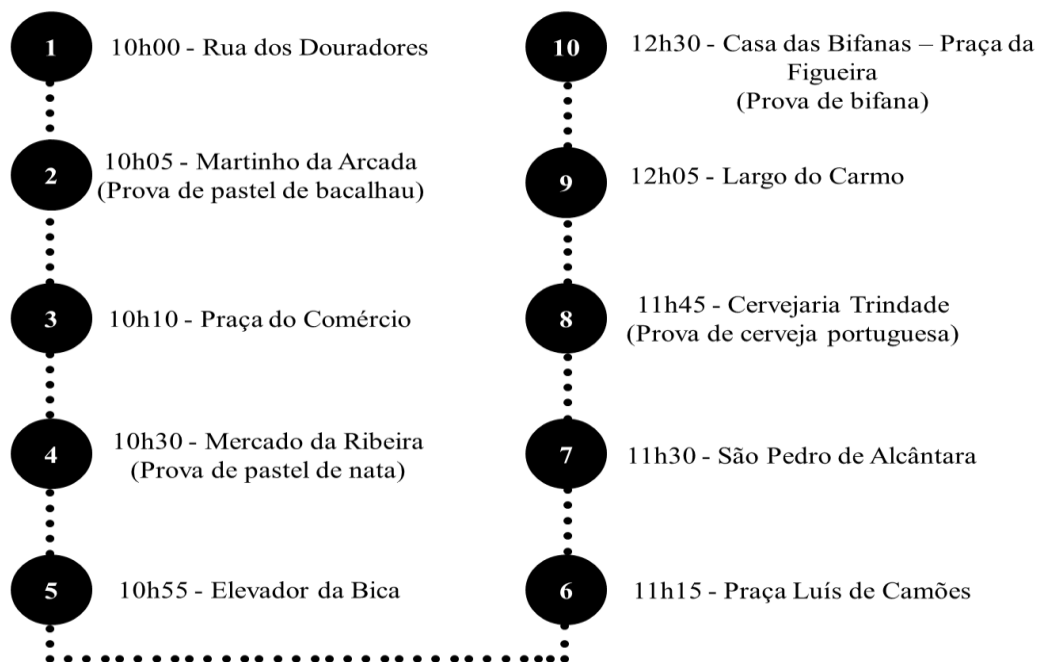 1
10h00 - Rua dos Douradores
2
10h05 - Martinho da Arcada
(Prova de pastel de bacalhau)
3
10h10 - Praça do Comércio
4
10h30 - Mercado da Ribeira
(Prova de pastel de nata)
5
10h55 - Elevador da Bica
6
11h15 - Praça Luís de Camões
7
11h30 - São Pedro de Alcântara
8
11h45 - Cervejaria Trindade
(Prova de cerveja portuguesa)
9
12h05 - Largo do Carmo
10
12h30 - Casa das Bifanas – Praça da
Figueira
(Prova de bifana)